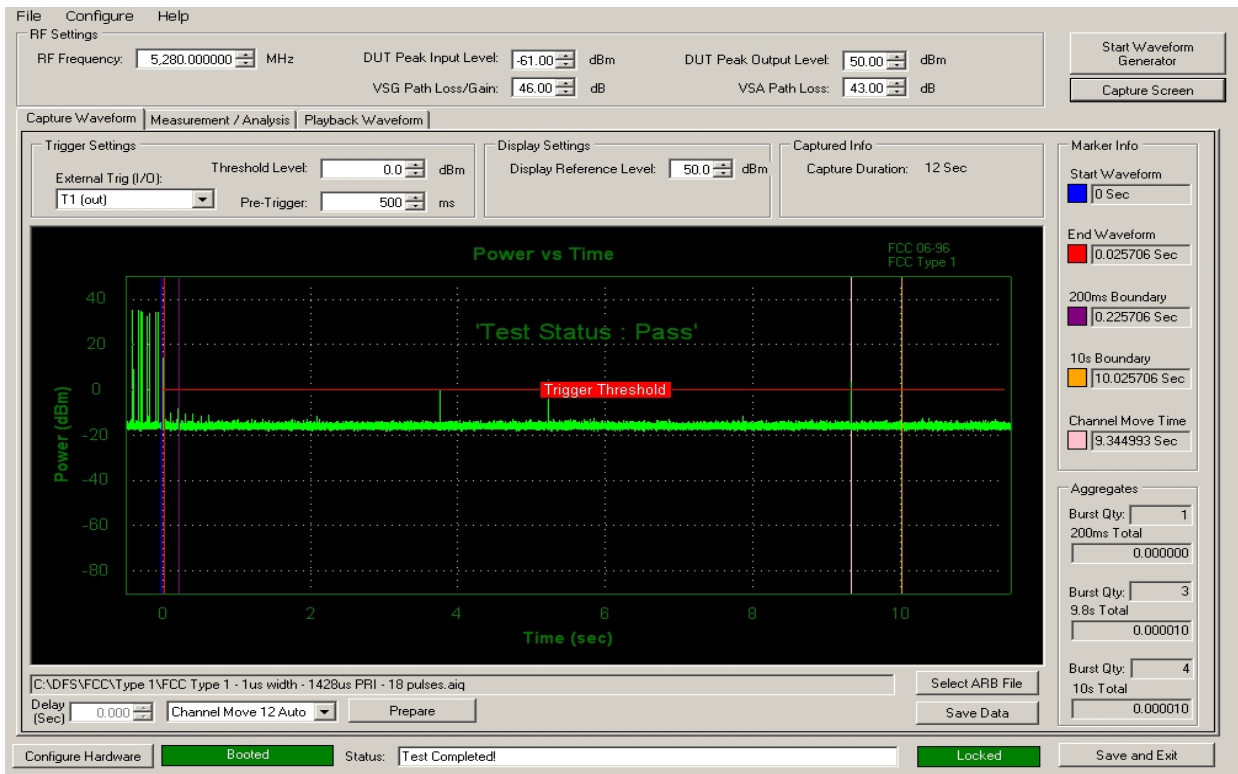 File Configure Help
RF Settings
RF Frequency: 5,280.000000 MHz DUT Peak Input Level: -61.00 dBm DUT Peak Output Level: 50.00 dBm
VSG Path Loss/Gain: 46.00 dB VSA Path Loss: 43.00 dB
Start Waveform
Generator
Capture Screen
Capture Waveform Measurement / Analysis Playback Waveform
Trigger Settings
Threshold Level: 0.0 dBm
External Trig (I/O):
T1 (out)
Pre-Trigger: 500 ms
Display Settings
Display Reference Level: 50.0 dBm
Captured Info
Capture Duration: 12 Sec
Power vs Time
FCC 06-96
FCC Type 1
'Test Status : Pass'
Trigger Threshold
Power (dBm)
40
20
0
-20
-40
-60
-80
0 2 4 6 8 10
Time (sec)
Marker Info
Start Waveform
0 Sec
End Waveform
0.025706 Sec
200ms Boundary
0.225706 Sec
10s Boundary
10.025706 Sec
Channel Move Time
9.344993 Sec
Aggregates
Burst Qty: 1
200ms Total
0.000000
Burst Qty: 3
9.8s Total
0.000010
Burst Qty: 4
10s Total
0.000010
C:\DFS\FCC\Type 1\FCC Type 1 - 1us width - 1428us PRI - 18 pulses.aiq
Select ARB File
Delay
(Sec) 0.000 Channel Move 12 Auto Prepare
Save Data
Configure Hardware Booted Status: Test Completed! Locked Save and Exit